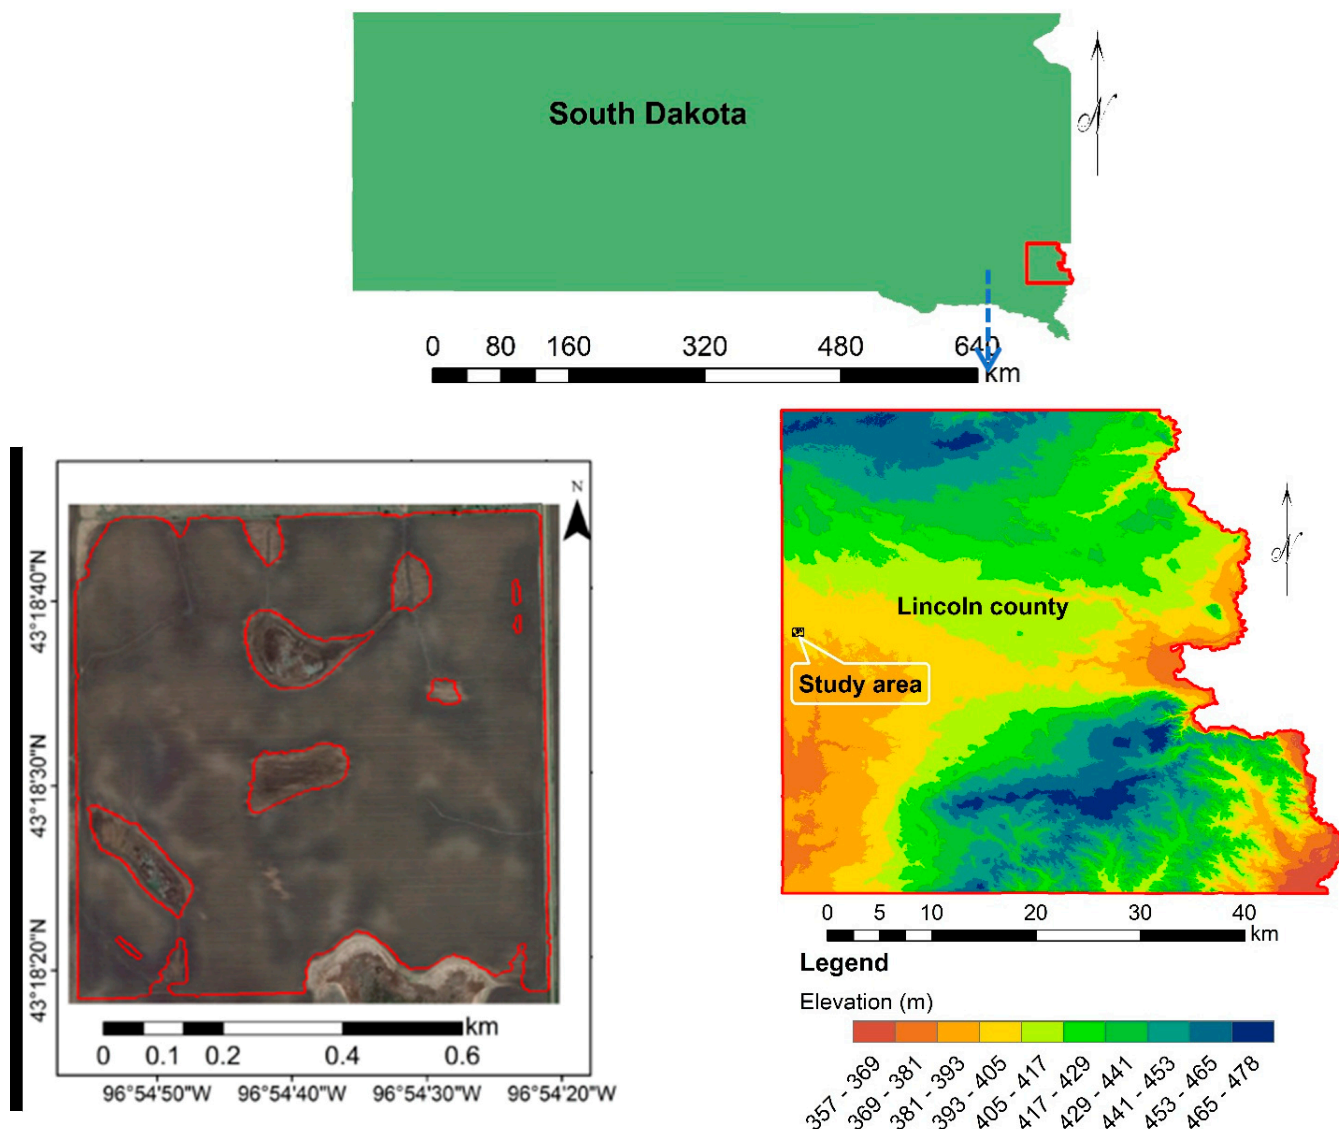 South Dakota
N
0 80 160 320 480 640
km
N
43°18'40"N
43°18'30"N
43°18'20"N
km
0 0.1 0.2 0.4 0.6
96°54'50"W 96°54'40"W 96°54'30"W 96°54'20"W
N
Lincoln county
Study area
0 5 10 20 30 40
km
Legend
Elevation (m)
357 - 369
369 - 381
381 - 393
393 - 405
405 - 417
417 - 429
429 - 441
441 - 453
453 - 465
465 - 478